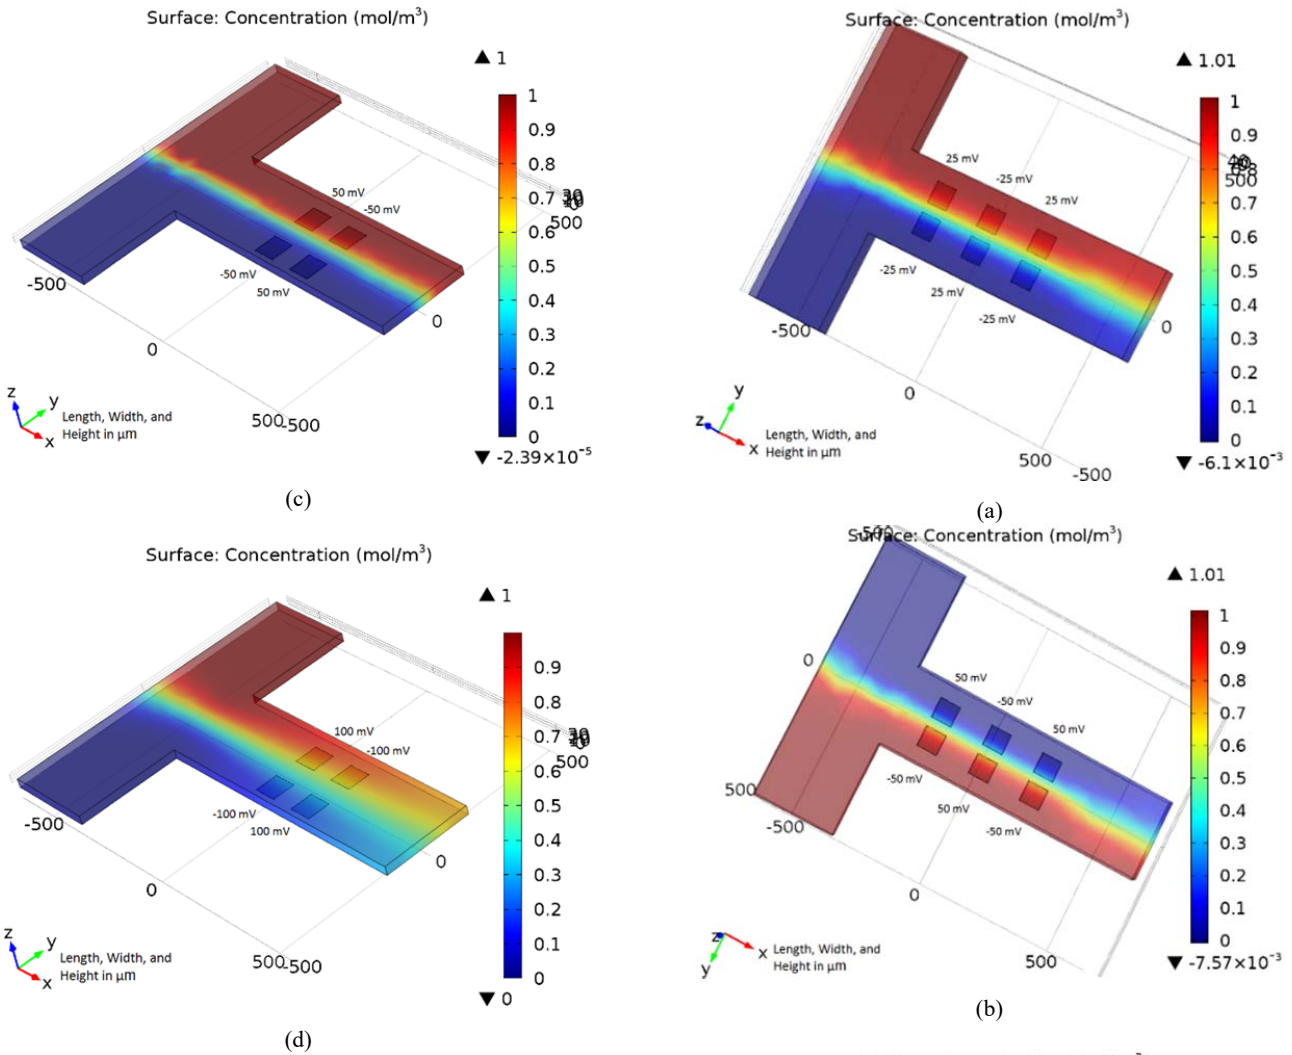 Surface: Concentration (mol/m³)
▲ 1
1
0.9
0.8
0.7
0.6
0.5
0.4
0.3
0.2
0.1
0
▼ -2.39×10⁻⁵
50 mV
-50 mV
-50 mV
50 mV
500
-500
0
0
500
-500
z
y
x
Length, Width, and
Height in µm
(c)
Surface: Concentration (mol/m³)
▲ 1.01
1
0.9
0.8
0.7
0.6
0.5
0.4
0.3
0.2
0.1
0
▼ -6.1×10⁻³
25 mV
-25 mV
25 mV
-25 mV
25 mV
-25 mV
500
-500
0
0
500
-500
y
z
x
Length, Width, and
Height in µm
(a)
Surface: Concentration (mol/m³)
▲ 1
0.9
0.8
0.7
0.6
0.5
0.4
0.3
0.2
0.1
0
▼ 0
100 mV
-100 mV
-100 mV
100 mV
500
-500
0
0
500
-500
z
y
x
Length, Width, and
Height in µm
(d)
-500
Surface: Concentration (mol/m³)
▲ 1.01
1
0.9
0.8
0.7
0.6
0.5
0.4
0.3
0.2
0.1
0
▼ -7.57×10⁻³
0
50 mV
-50 mV
50 mV
-50 mV
50 mV
-50 mV
500
-500
0
500
z
x
y
Length, Width, and
Height in µm
(b)